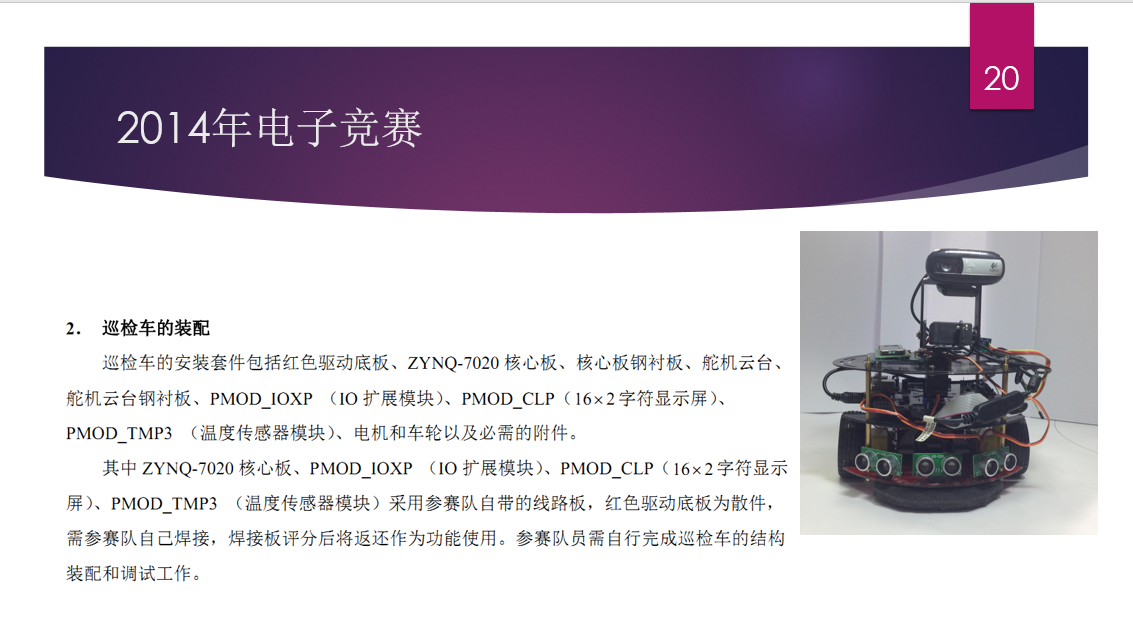 20
2014年电子竞赛
2. 巡检车的装配
巡检车的安装套件包括红色驱动底板、ZYNQ-7020 核心板、核心板钢衬板、舵机云台、
舵机云台钢衬板、PMOD_IOXP （IO 扩展模块）、PMOD_CLP（16×2 字符显示屏）、
PMOD_TMP3 （温度传感器模块）、电机和车轮以及必需的附件。
其中 ZYNQ-7020 核心板、PMOD_IOXP （IO 扩展模块）、PMOD_CLP（16×2 字符显示
屏）、PMOD_TMP3 （温度传感器模块）采用参赛队自带的线路板，红色驱动底板为散件，
需参赛队自己焊接，焊接板评分后将返还作为功能使用。参赛队员需自行完成巡检车的结构
装配和调试工作。